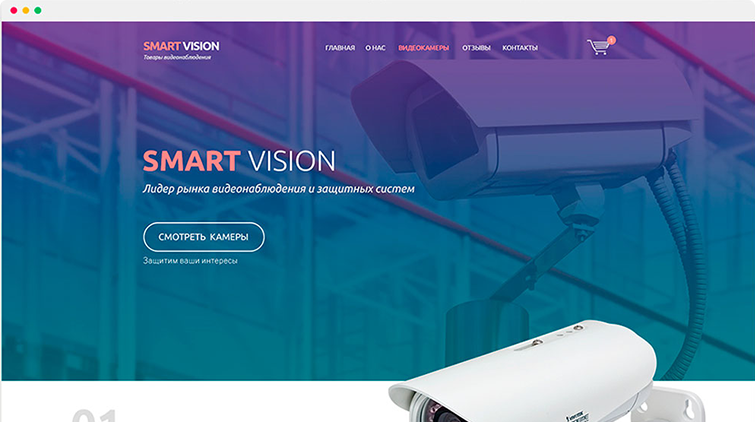 SMART VISION
Товары видеонаблюдения
ГЛАВНАЯ О НАС ВИДЕОКАМЕРЫ ОТЗЫВЫ КОНТАКТЫ
1
SMART VISION
Лидер рынка видеонаблюдения и защитных систем
СМОТРЕТЬ КАМЕРЫ
Защитим ваши интересы
01